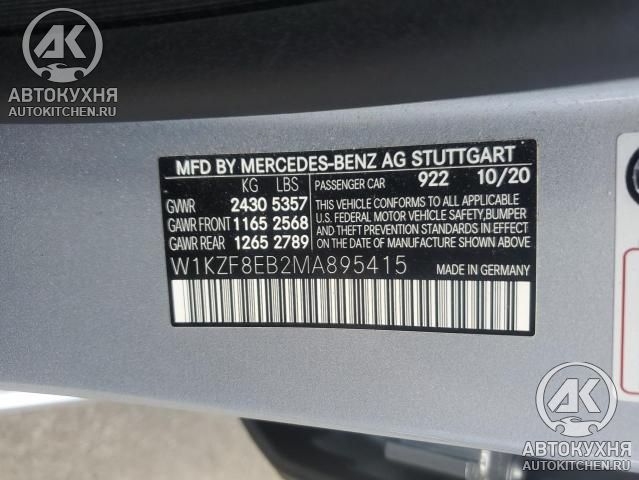 AK
АВТОКУХНЯ
AUTOKITCHEN.RU
MFD BY MERCEDES-BENZ AG STUTTGART
KG LBS PASSENGER CAR 922 10/20
GVWR 2430 5357
GAWR FRONT 1165 2568
GAWR REAR 1265 2789
THIS VEHICLE CONFORMS TO ALL APPLICABLE
U.S. FEDERAL MOTOR VEHICLE SAFETY,BUMPER
AND THEFT PREVENTION STANDARDS IN EFFECT
ON THE DATE OF MANUFACTURE SHOWN ABOVE.
W1KZF8EB2MA895415 MADE IN GERMANY
AK
АВТОКУХНЯ
AUTOKITCHEN.RU